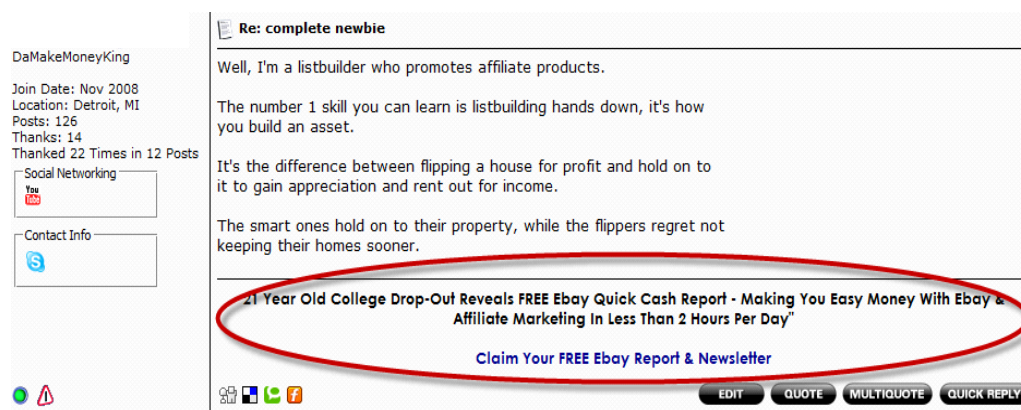 Re: complete newbie
DaMakeMoneyKing
Join Date: Nov 2008
Location: Detroit, MI
Posts: 126
Thanks: 14
Thanked 22 Times in 12 Posts
Social Networking
You
Tube
Contact Info
Well, I'm a listbuilder who promotes affiliate products.
The number 1 skill you can learn is listbuilding hands down, it's how
you build an asset.
It's the difference between flipping a house for profit and hold on to
it to gain appreciation and rent out for income.
The smart ones hold on to their property, while the flippers regret not
keeping their homes sooner.
21 Year Old College Drop-Out Reveals FREE Ebay Quick Cash Report - Making You Easy Money With Ebay &
Affiliate Marketing In Less Than 2 Hours Per Day"
Claim Your FREE Ebay Report & Newsletter
EDIT QUOTE MULTIQUOTE QUICK REPLY